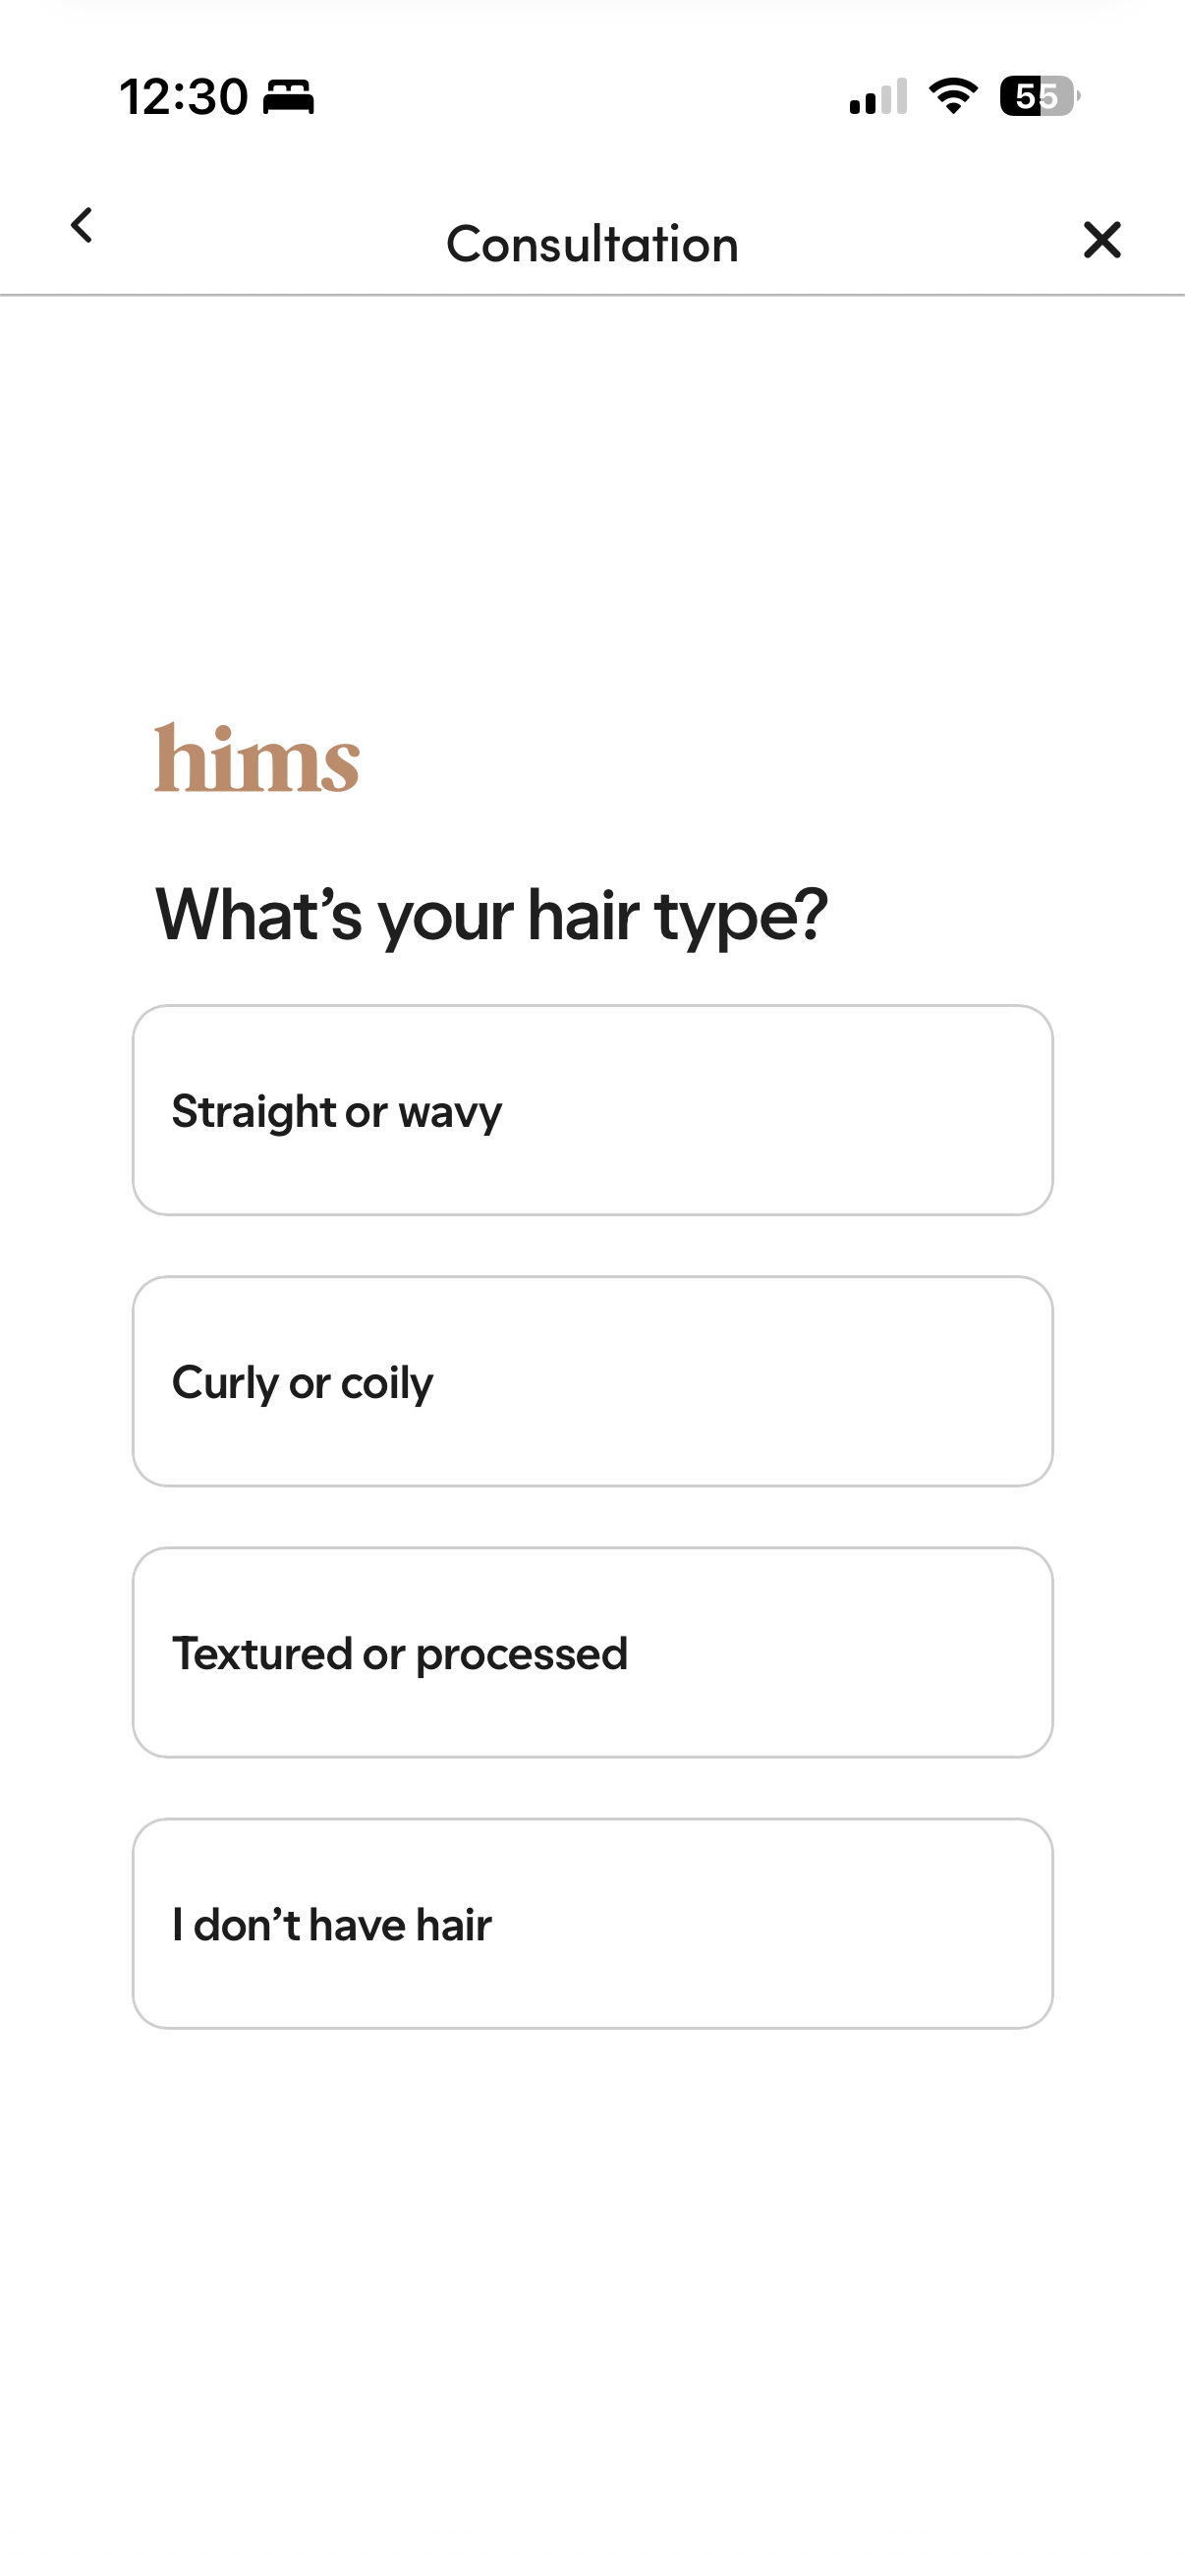 12:30
55
Consultation
hims
What’s your hair type?
Straight or wavy
Curly or coily
Textured or processed
I don’t have hair